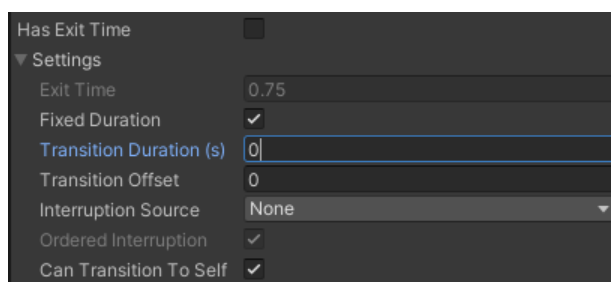 Has Exit Time
Settings
Exit Time 0.75
Fixed Duration
Transition Duration (s) 0
Transition Offset 0
Interruption Source None
Ordered Interruption
Can Transition To Self